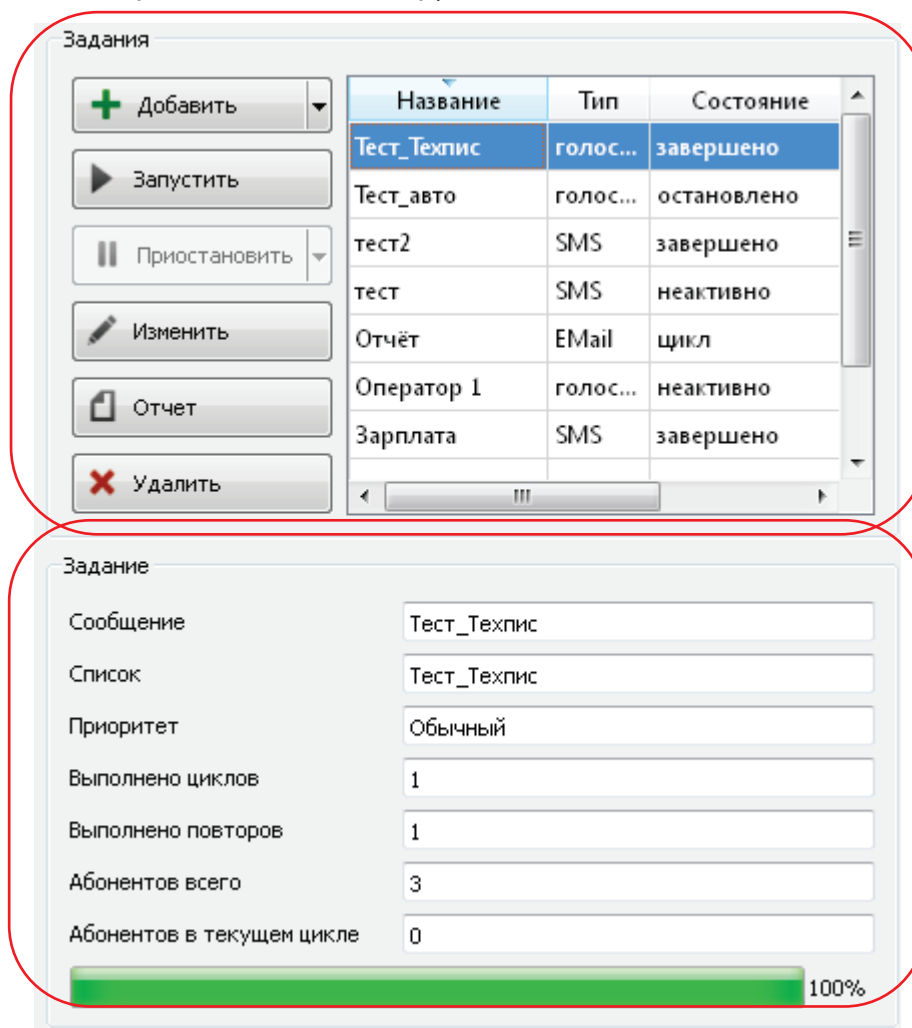 Задания
Добавить
Запустить
Приостановить
Изменить
Отчет
Удалить
Название Тип Состояние
Тест_Техпис голос... завершено
Тест_авто голос... остановлено
тест2 SMS завершено
тест SMS неактивно
Отчёт EMail цикл
Оператор 1 голос... неактивно
Зарплата SMS завершено
Задание
Сообщение Тест_Техпис
Список Тест_Техпис
Приоритет Обычный
Выполнено циклов 1
Выполнено повторов 1
Абонентов всего 3
Абонентов в текущем цикле 0
100%